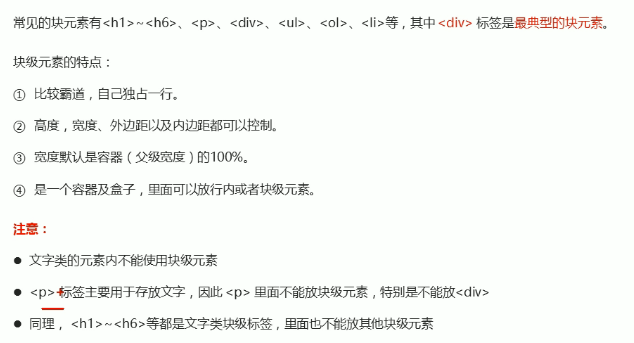 常见的块元素有<h1>~<h6>、<p>、<div>、<ul>、<ol>、<li>等，其中 <div> 标签是最典型的块元素。
块级元素的特点：
① 比较霸道，自己独占一行。
② 高度，宽度、外边距以及内边距都可以控制。
③ 宽度默认是容器（父级宽度）的100%。
④ 是一个容器及盒子，里面可以放行内或者块级元素。
注意：
● 文字类的元素内不能使用块级元素
● <p> 标签主要用于存放文字，因此 <p> 里面不能放块级元素，特别是不能放<div>
● 同理， <h1>~<h6>等都是文字类块级标签，里面也不能放其他块级元素